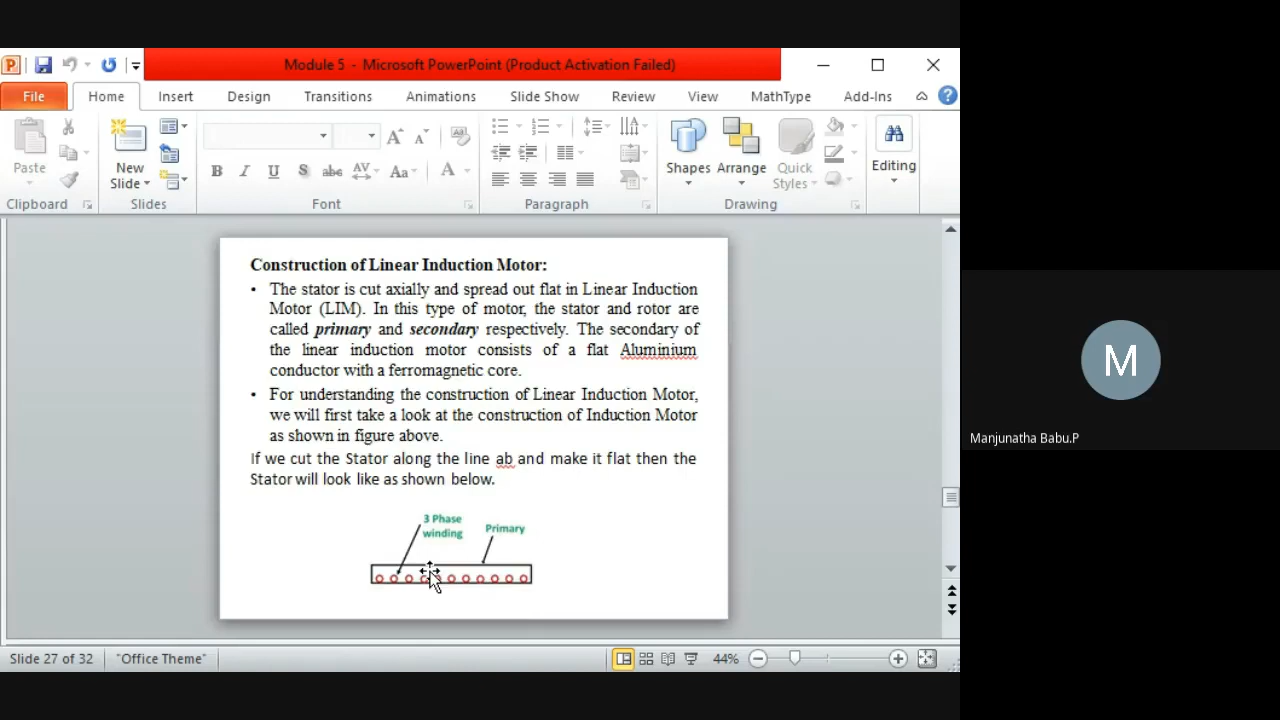 Module 5 - Microsoft PowerPoint (Product Activation Failed)
File Home Insert Design Transitions Animations Slide Show Review View MathType Add-Ins
Paste
New
Slide
Shapes Arrange Quick
Styles
Editing
Clipboard Slides Font Paragraph Drawing
Construction of Linear Induction Motor:
• The stator is cut axially and spread out flat in Linear Induction
Motor (LIM). In this type of motor, the stator and rotor are
called primary and secondary respectively. The secondary of
the linear induction motor consists of a flat Aluminium
conductor with a ferromagnetic core.
• For understanding the construction of Linear Induction Motor,
we will first take a look at the construction of Induction Motor
as shown in figure above.
If we cut the Stator along the line ab and make it flat then the
Stator will look like as shown below.
3 Phase
winding
Primary
M
Manjunatha Babu.P
Slide 27 of 32 "Office Theme" 44%